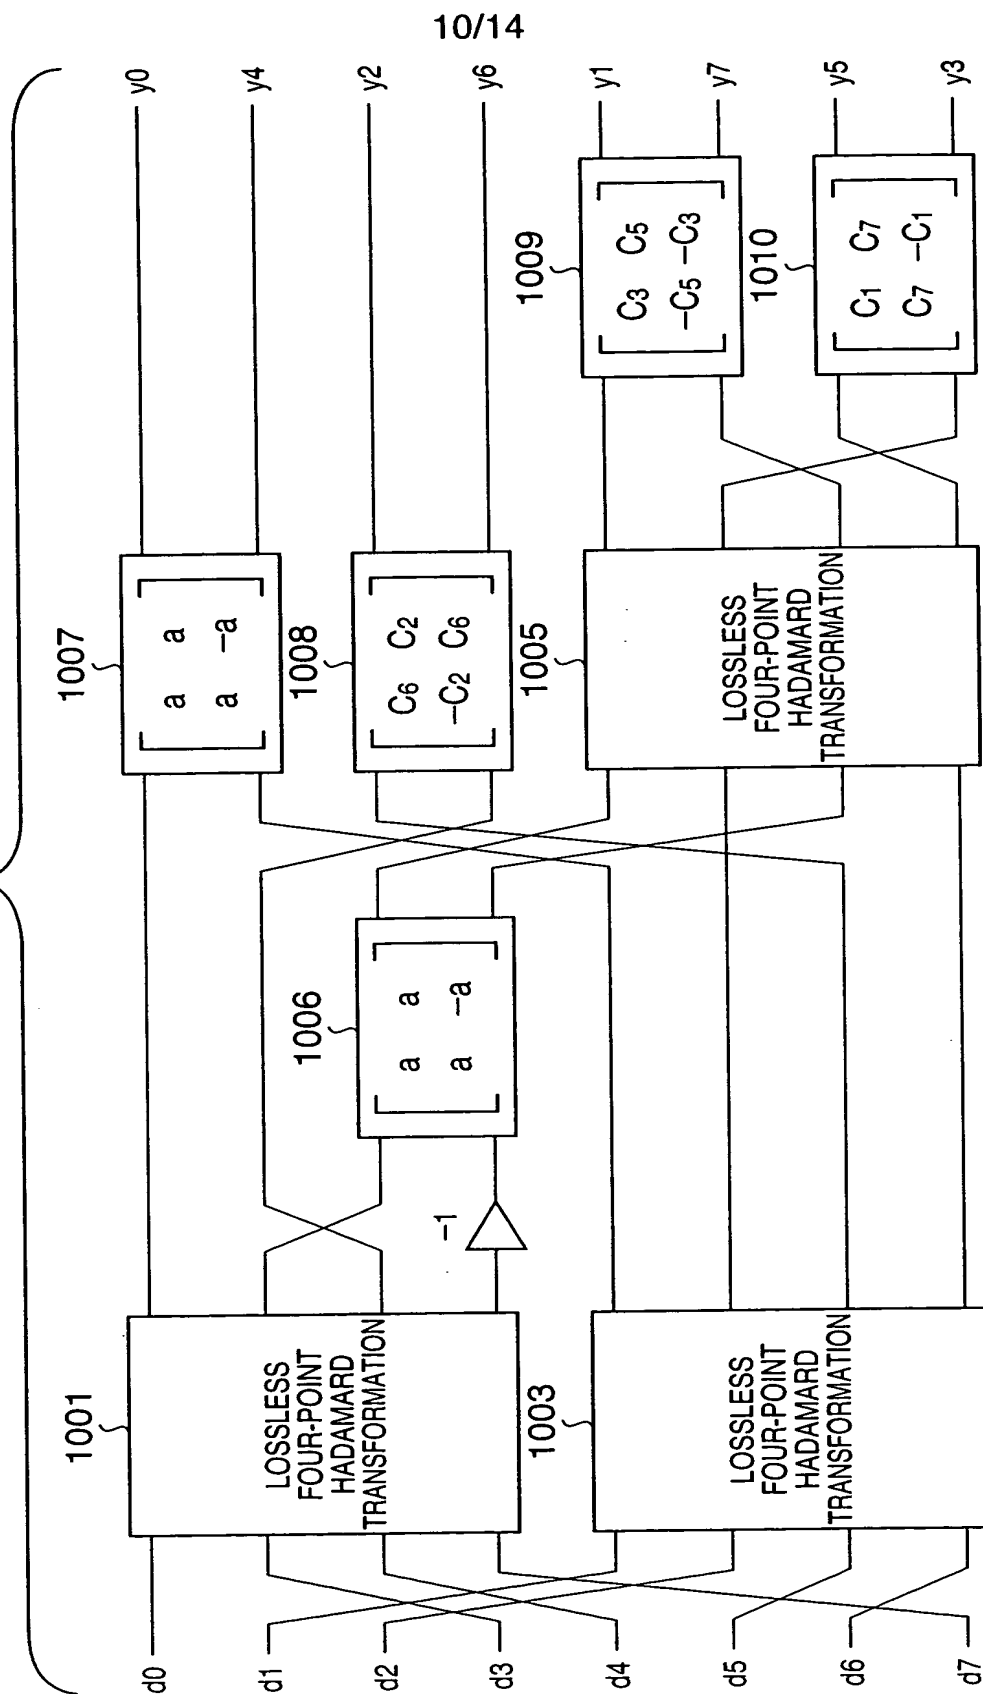 10/14
d0
d1
d2
d3
d4
d5
d6
d7
1001
LOSSLESS
FOUR-POINT
HADAMARD
TRANSFORMATION
1003
LOSSLESS
FOUR-POINT
HADAMARD
TRANSFORMATION
-1
1006
a a
a -a
1007
a a
a -a
1008
C6 C2
-C2 C6
1005
LOSSLESS
FOUR-POINT
HADAMARD
TRANSFORMATION
1009
C3 C5
-C5 -C3
1010
C1 C7
C7 -C1
y0
y4
y2
y6
y1
y7
y5
y3